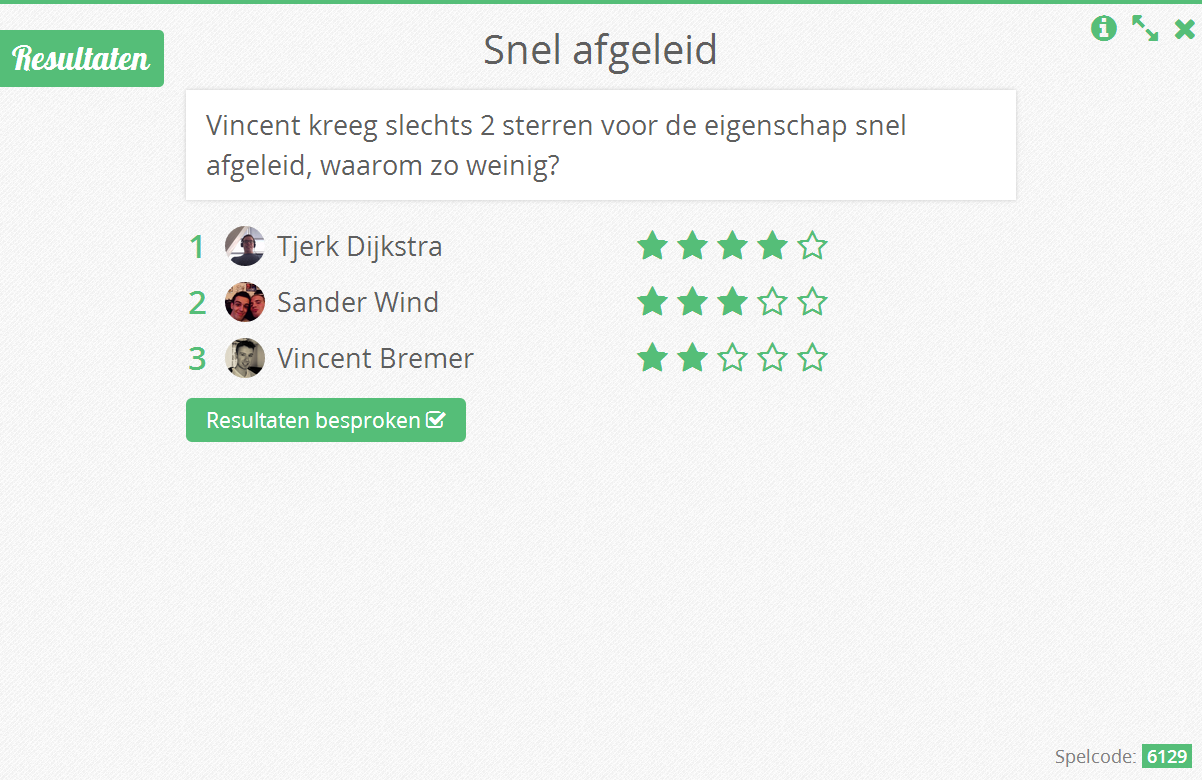 Resultaten
Snel afgeleid
Vincent kreeg slechts 2 sterren voor de eigenschap snel
afgeleid, waarom zo weinig?
1 Tjerk Dijkstra
2 Sander Wind
3 Vincent Bremer
Resultaten besproken
Spelcode: 6129